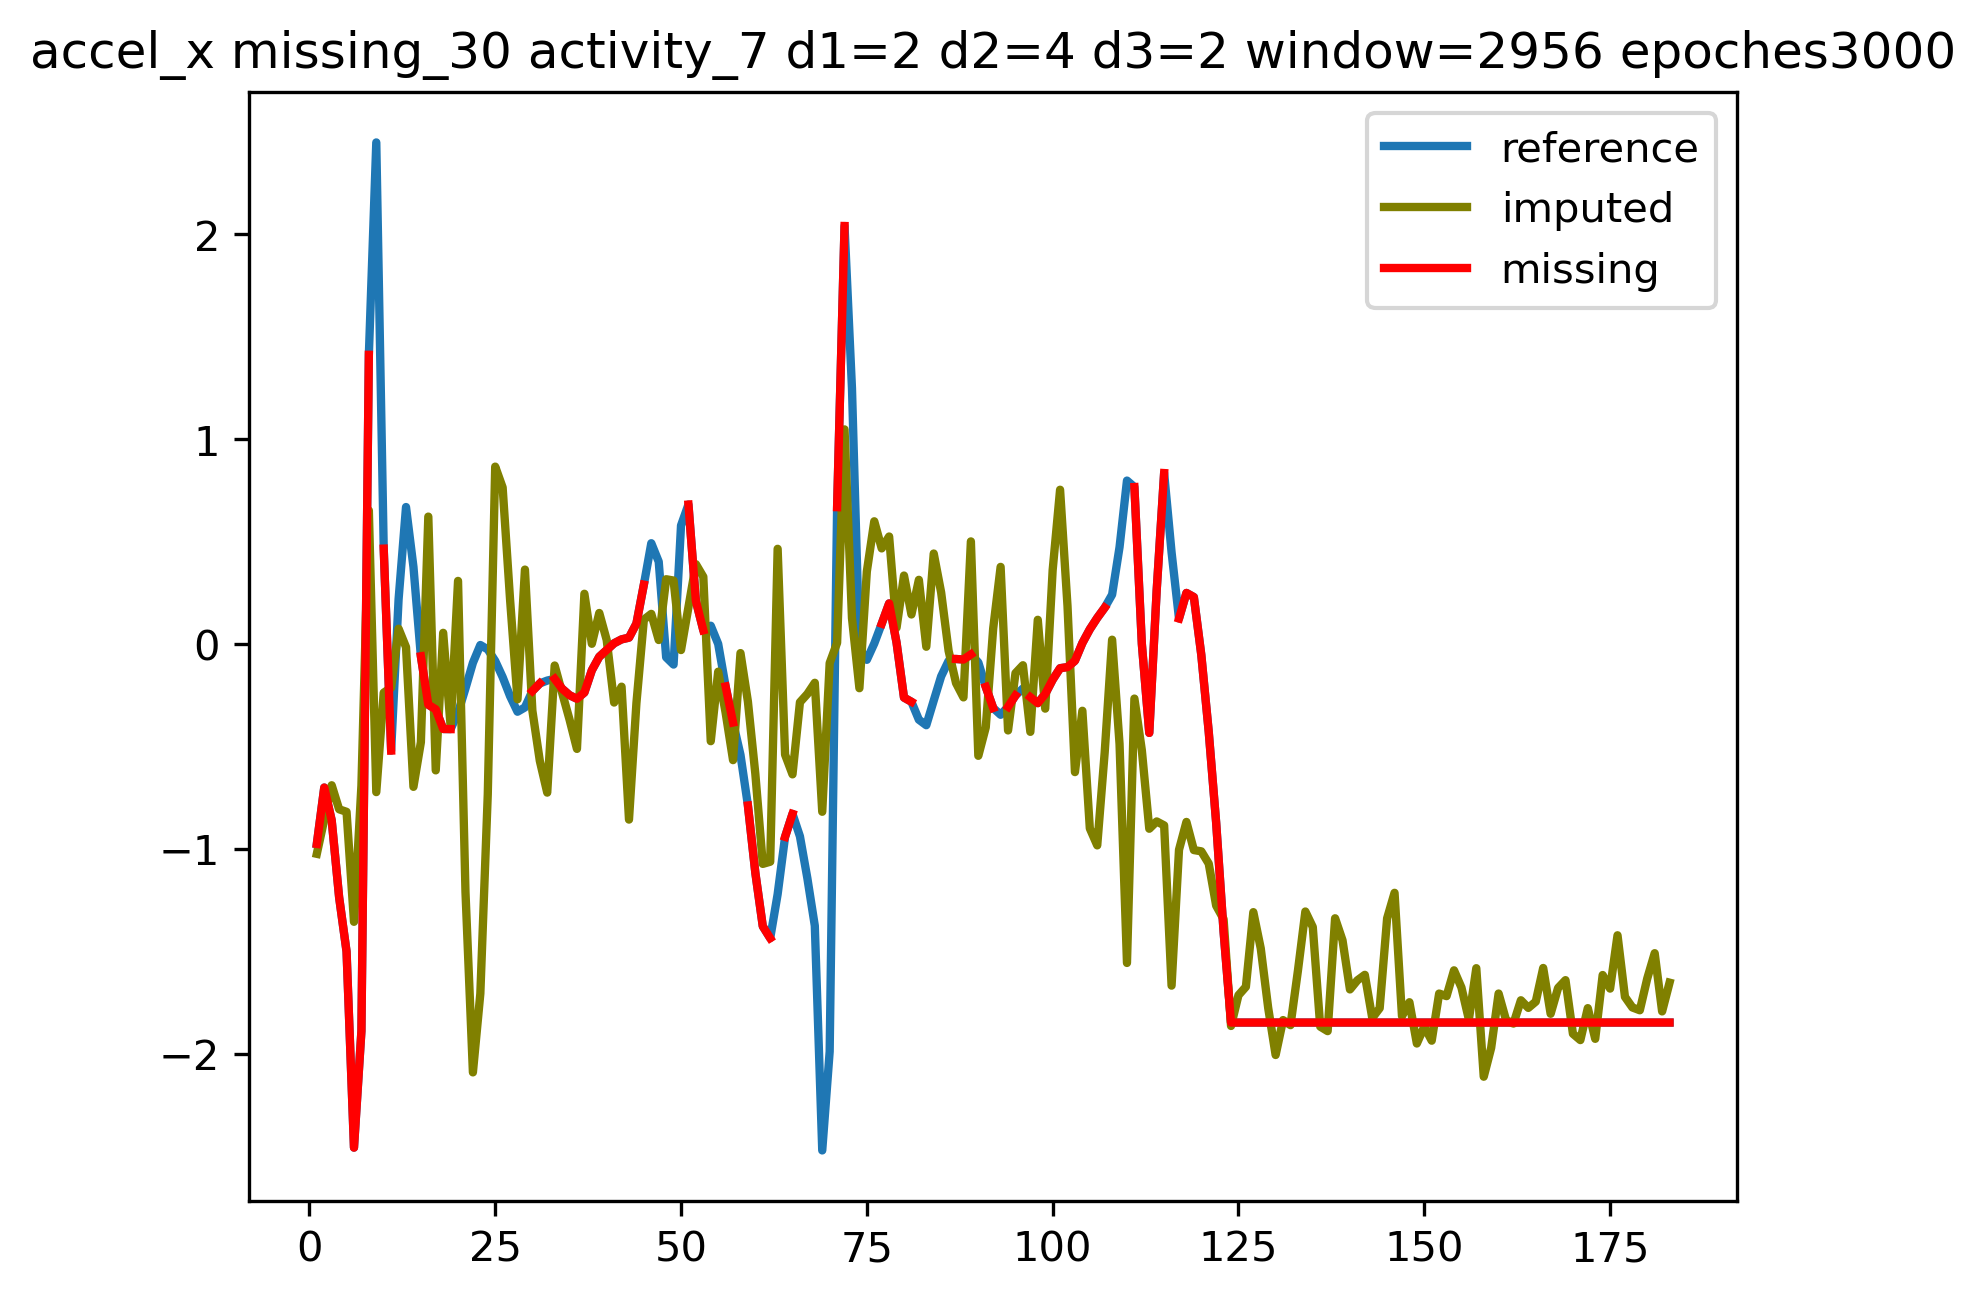 accel_x missing_30 activity_7 d1=2 d2=4 d3=2 window=2956 epoches3000
reference
imputed
missing
2
1
0
−1
−2
0 25 50 75 100 125 150 175